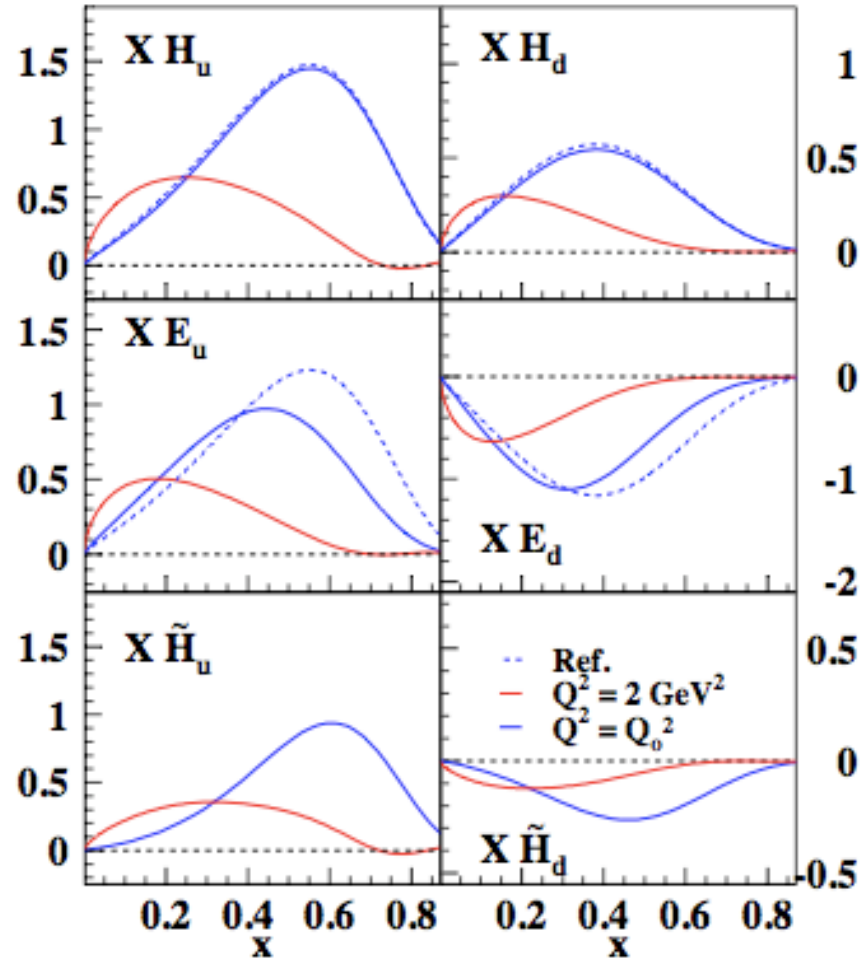 X H_u
1.5
1
0.5
0
X H_d
1
0.5
0
X E_u
1.5
1
0.5
0
X E_d
0
-1
-2
X H̃_u
1.5
1
0.5
0
0.2 0.4 0.6 0.8
x
X H̃_d
Ref.
Q² = 2 GeV²
Q² = Q_o²
0.5
0
-0.5
0.2 0.4 0.6 0.8
x